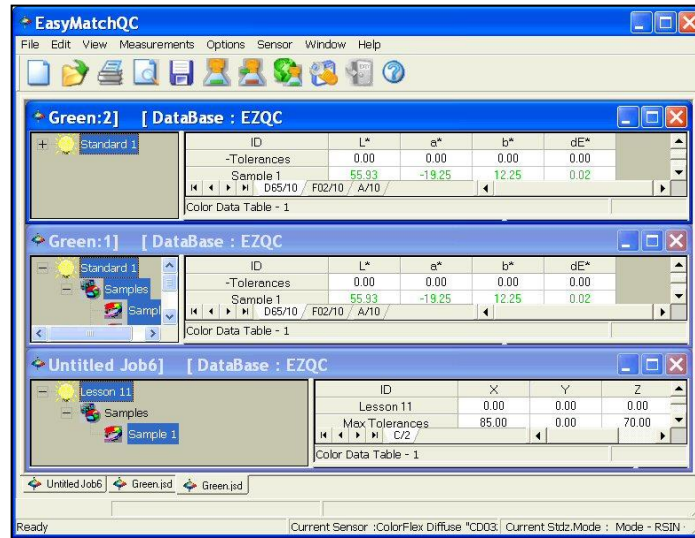 EasyMatchQC
File Edit View Measurements Options Sensor Window Help
Green:2] [ DataBase : EZQC
Standard 1
ID L* a* b* dE*
-Tolerances 0.00 0.00 0.00 0.00
Sample 1 55.93 -19.25 12.25 0.02
D65/10 F02/10 A/10
Color Data Table - 1
Green:1] [ DataBase : EZQC
Standard 1
Samples
Sampl
ID L* a* b* dE*
-Tolerances 0.00 0.00 0.00 0.00
Sample 1 55.93 -19.25 12.25 0.02
D65/10 F02/10 A/10
Color Data Table - 1
Untitled Job6] [ DataBase : EZQC
Lesson 11
Samples
Sample 1
ID X Y Z
Lesson 11 0.00 0.00 0.00
Max Tolerances 85.00 0.00 70.00
C/2
Color Data Table - 1
Untitled Job6 Green.jsd Green.jsd
Ready Current Sensor :ColorFlex Diffuse "CD03: Current Stdz.Mode : Mode - RSIN